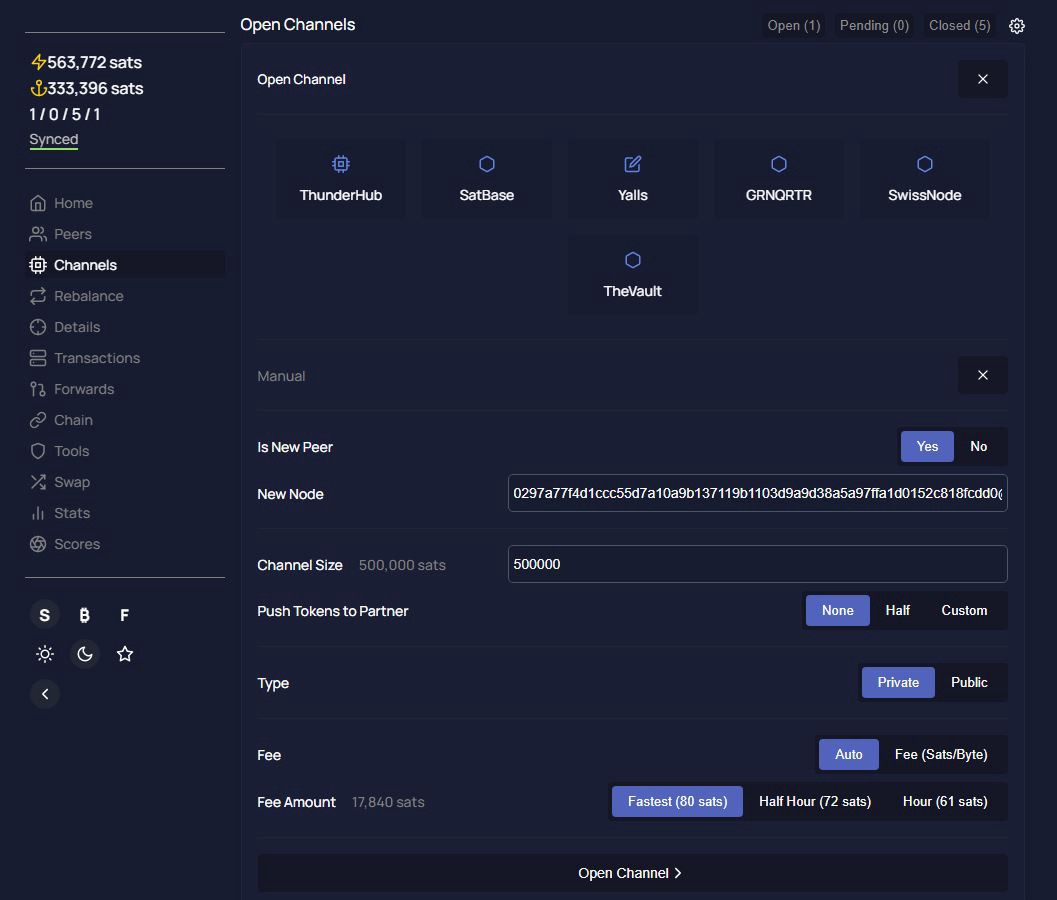 563,772 sats
333,396 sats
1 / 0 / 5 / 1
Synced
Home
Peers
Channels
Rebalance
Details
Transactions
Forwards
Chain
Tools
Swap
Stats
Scores
S ₿ F
Open Channels Open (1) Pending (0) Closed (5)
Open Channel
ThunderHub SatBase Yalls GRNQRTR SwissNode
TheVault
Manual
Is New Peer Yes No
New Node 0297a77f4d1ccc55d7a10a9b137119b1103d9a9d38a5a97ffa1d0152c818fcdd0@
Channel Size 500,000 sats 500000
Push Tokens to Partner None Half Custom
Type Private Public
Fee Auto Fee (Sats/Byte)
Fee Amount 17,840 sats Fastest (80 sats) Half Hour (72 sats) Hour (61 sats)
Open Channel